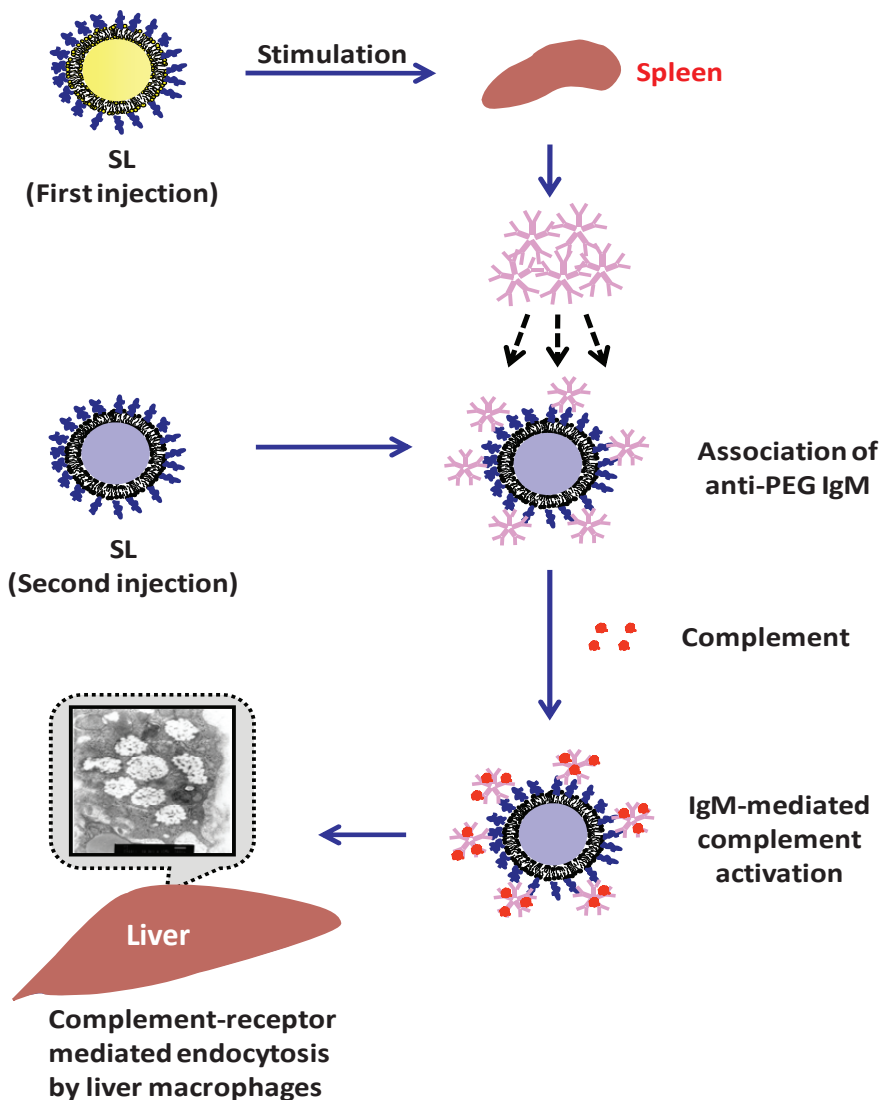 Stimulation
Spleen
SL
(First injection)
SL
(Second injection)
Association of
anti-PEG IgM
Complement
IgM-mediated
complement
activation
Liver
Complement-receptor
mediated endocytosis
by liver macrophages